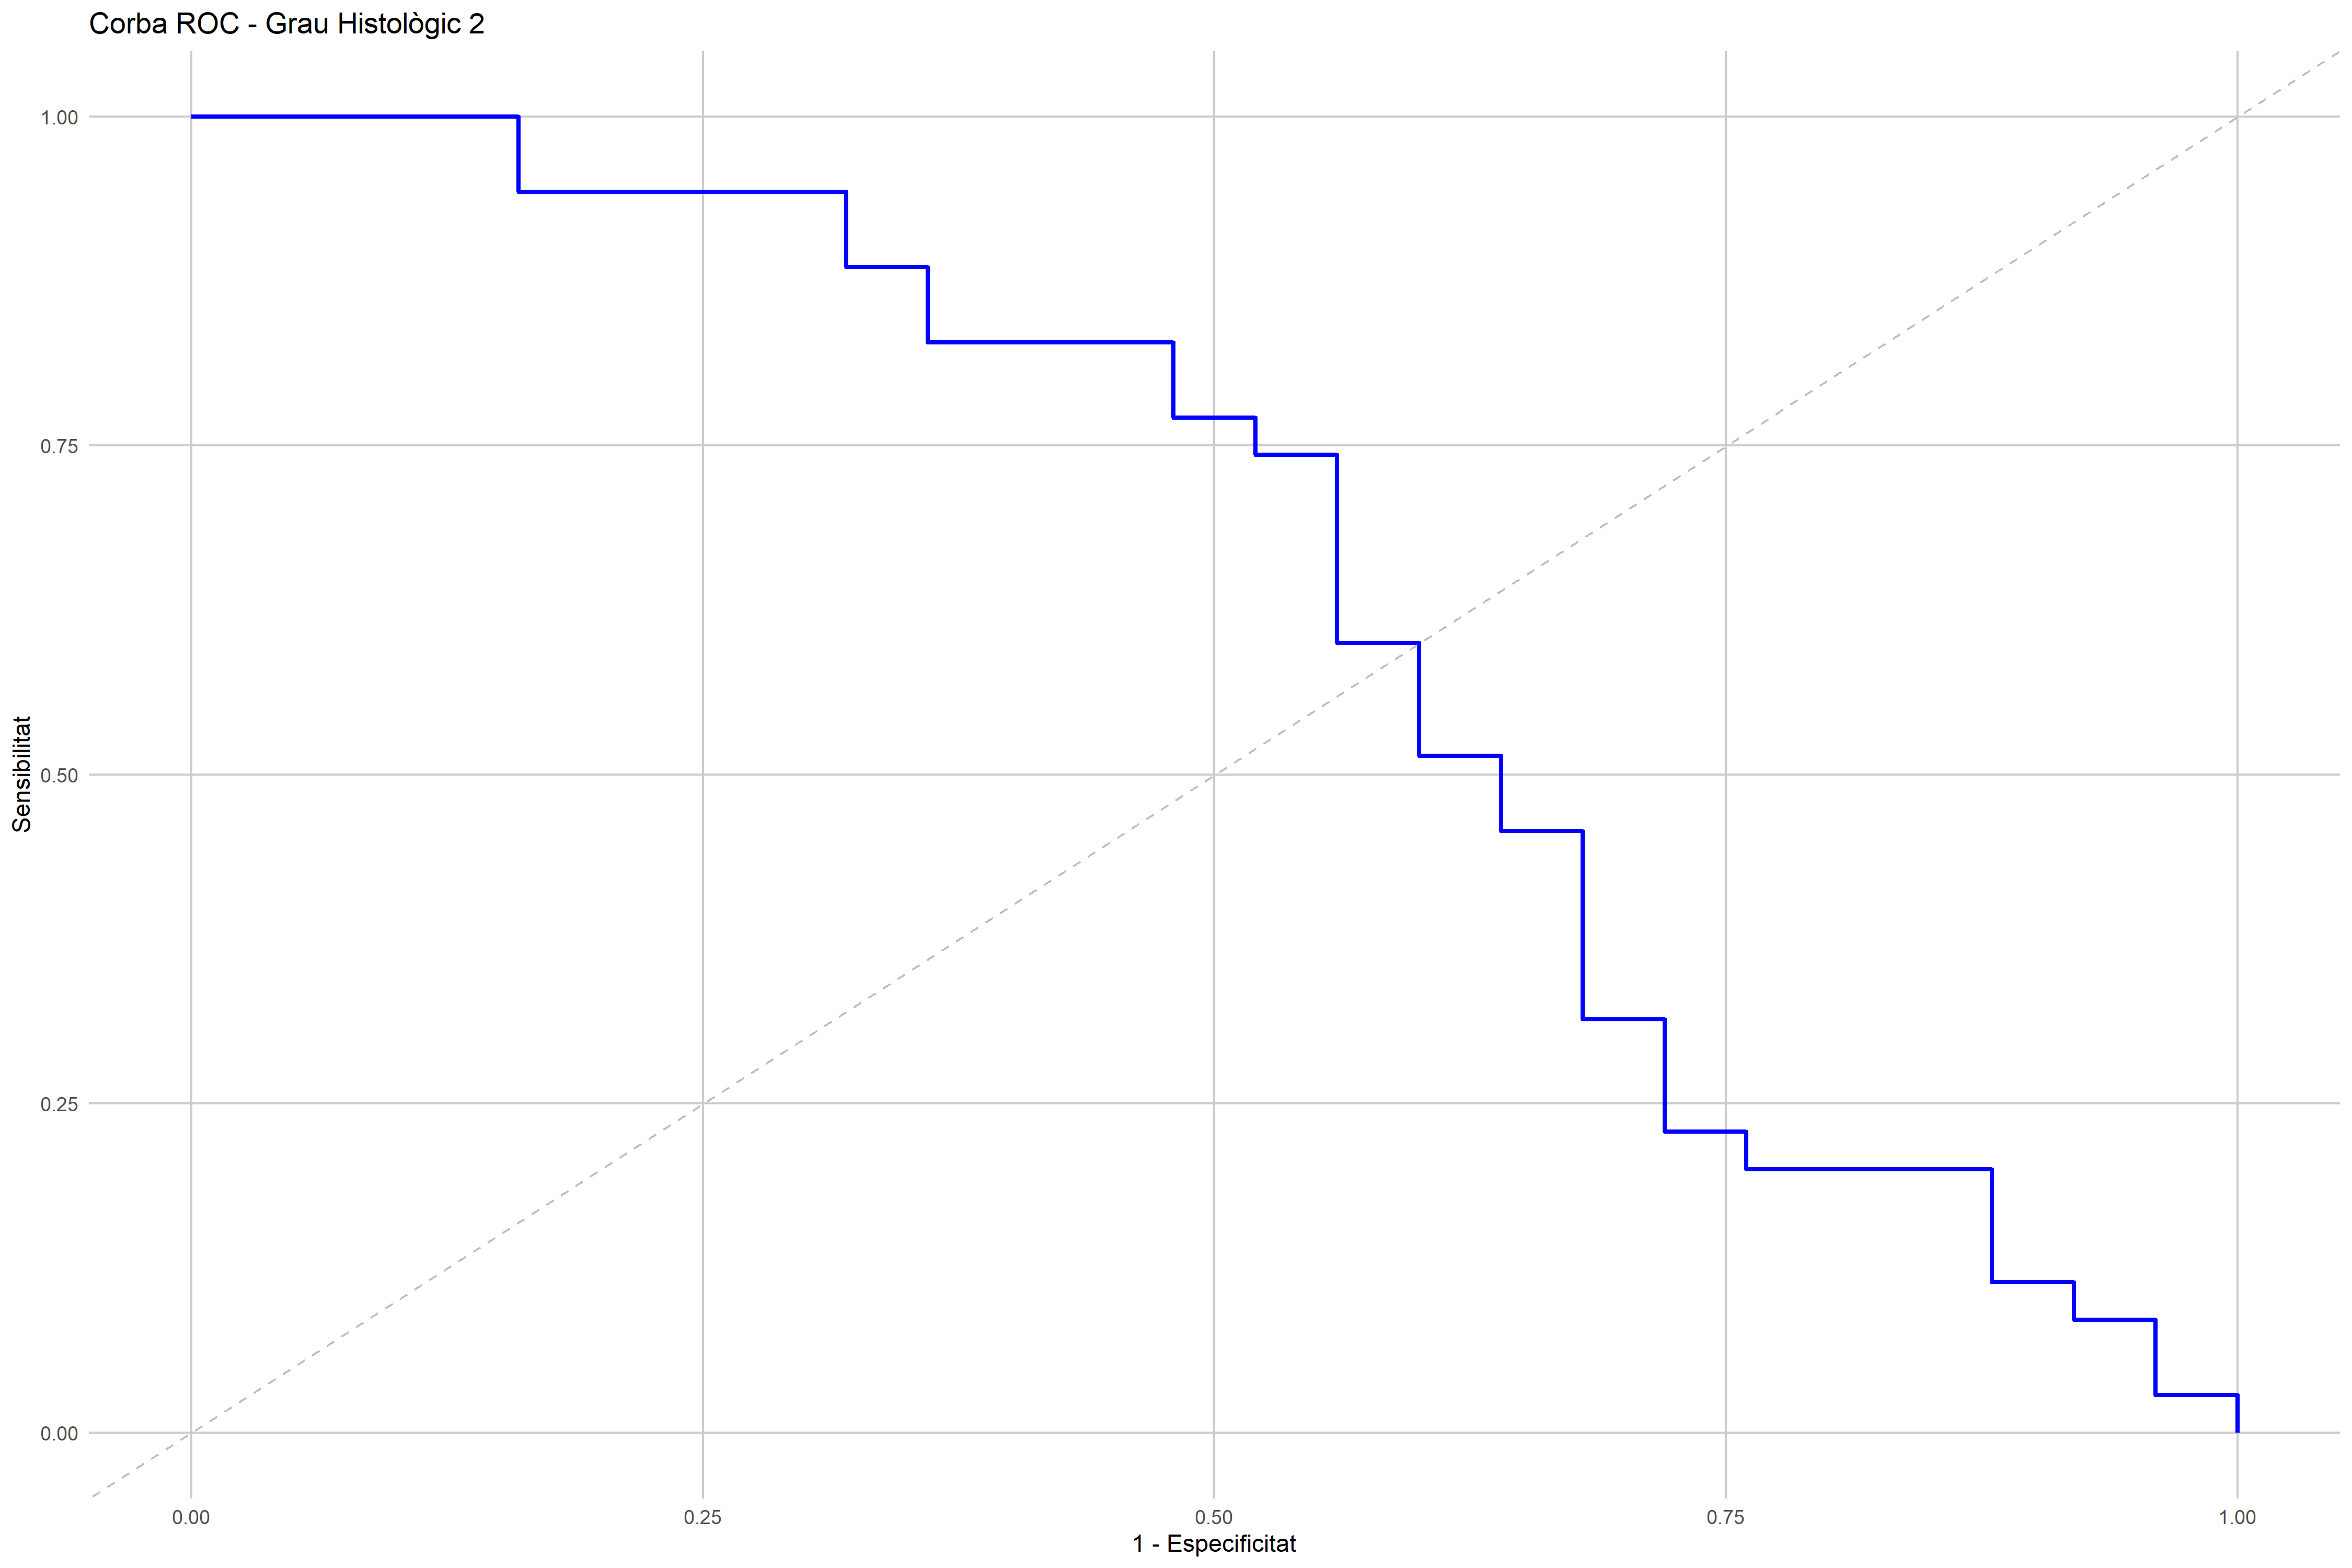 Corba ROC - Grau Histològic 2
Sensibilitat
1.00
0.75
0.50
0.25
0.00
0.00 0.25 0.50 0.75 1.00
1 - Especificitat